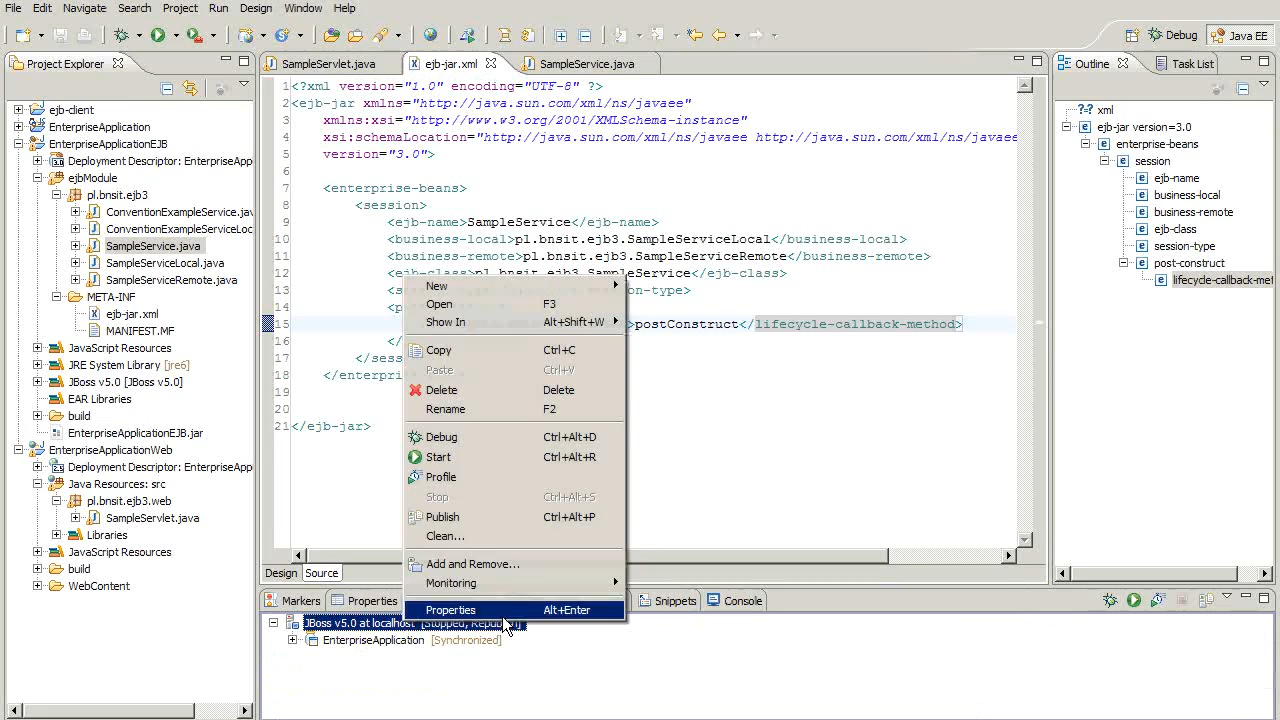 File Edit Navigate Search Project Run Design Window Help
Debug Java EE
Project Explorer
ejb-client
EnterpriseApplication
EnterpriseApplicationEJB
Deployment Descriptor: EnterpriseApp
ejbModule
pl.bnsit.ejb3
ConventionExampleService.jav
ConventionExampleServiceLoc
SampleService.java
SampleServiceLocal.java
SampleServiceRemote.java
META-INF
ejb-jar.xml
MANIFEST.MF
JavaScript Resources
JRE System Library [jre6]
JBoss v5.0 [JBoss v5.0]
EAR Libraries
build
EnterpriseApplicationEJB.jar
EnterpriseApplicationWeb
Deployment Descriptor: EnterpriseApp
Java Resources: src
pl.bnsit.ejb3.web
SampleServlet.java
Libraries
JavaScript Resources
build
WebContent
SampleServlet.java ejb-jar.xml SampleService.java
1 <?xml version="1.0" encoding="UTF-8" ?>
2 <ejb-jar xmlns="http://java.sun.com/xml/ns/javaee"
3 xmlns:xsi="http://www.w3.org/2001/XMLSchema-instance"
4 xsi:schemaLocation="http://java.sun.com/xml/ns/javaee http://java.sun.com/xml/ns/javaee
5 version="3.0">
6
7 <enterprise-beans>
8 <session>
9 <ejb-name>SampleService</ejb-name>
10 <business-local>pl.bnsit.ejb3.SampleServiceLocal</business-local>
11 <business-remote>pl.bnsit.ejb3.SampleServiceRemote</business-remote>
12 <ejb-class>pl.bnsit.ejb3.SampleService</ejb-class>
13 <s sion-type>
14 <p
15 >postConstruct</lifecycle-callback-method>
16 </
17 </sess
18 </enterpr
19
20
21 </ejb-jar>
Design Source
New
Open F3
Show In Alt+Shift+W
Copy Ctrl+C
Paste Ctrl+V
Delete Delete
Rename F2
Debug Ctrl+Alt+D
Start Ctrl+Alt+R
Profile
Stop Ctrl+Alt+S
Publish Ctrl+Alt+P
Clean...
Add and Remove...
Monitoring
Properties Alt+Enter
Markers Properties Snippets Console
JBoss v5.0 at localhost [Stopped, Republish]
EnterpriseApplication [Synchronized]
Outline Task List
xml
ejb-jar version=3.0
enterprise-beans
session
ejb-name
business-local
business-remote
ejb-class
session-type
post-construct
lifecycle-callback-met